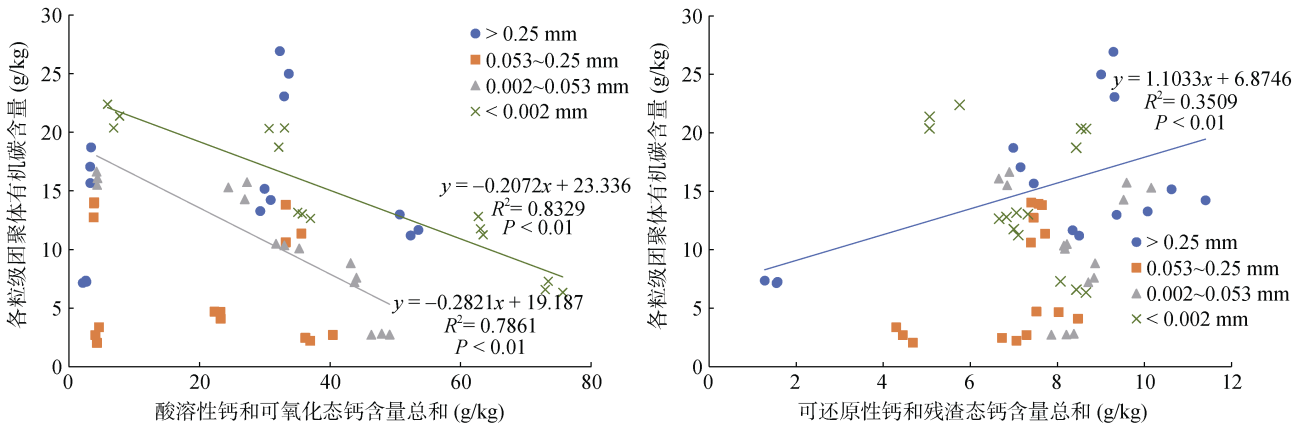 各粒级团聚体有机碳含量 (g/kg)
30
25
20
15
10
5
0
> 0.25 mm
0.053~0.25 mm
0.002~0.053 mm
< 0.002 mm
y = –0.2072x + 23.336
R²= 0.8329
P < 0.01
y = –0.2821x + 19.187
R²= 0.7861
P < 0.01
0 20 40 60 80
酸溶性钙和可氧化态钙含量总和 (g/kg)
各粒级团聚体有机碳含量 (g/kg)
30
25
20
15
10
5
0
y = 1.1033x + 6.8746
R²= 0.3509
P < 0.01
> 0.25 mm
0.053~0.25 mm
0.002~0.053 mm
< 0.002 mm
0 2 4 6 8 10 12
可还原性钙和残渣态钙含量总和 (g/kg)